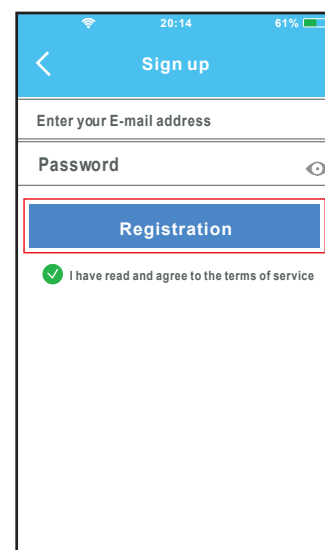 20:14
61%
Sign up
Enter your E-mail address
Password
Registration
I have read and agree to the terms of service